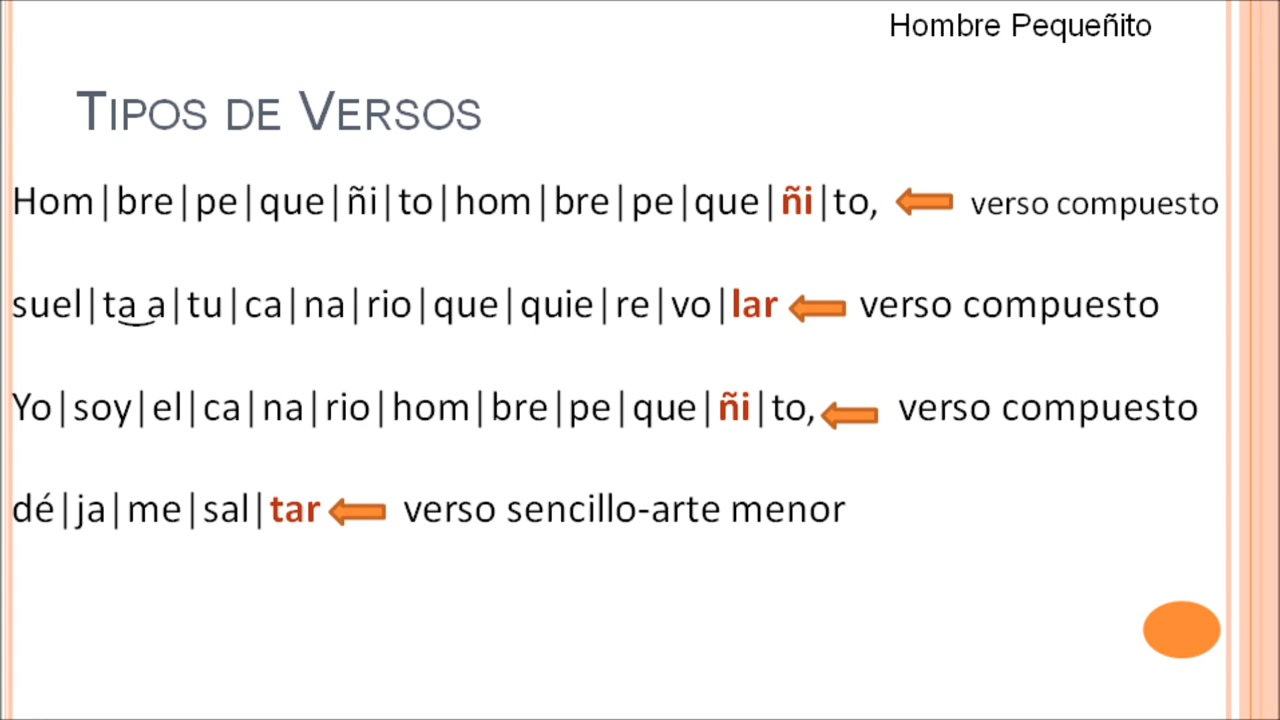 Hombre Pequeñito
Tipos de Versos
Hom|bre|pe|que|ñi|to|hom|bre|pe|que|ñi|to, verso compuesto
suel|ta a|tu|ca|na|rio|que|quie|re|vo|lar verso compuesto
Yo|soy|el|ca|na|rio|hom|bre|pe|que|ñi|to, verso compuesto
dé|ja|me|sal|tar verso sencillo-arte menor